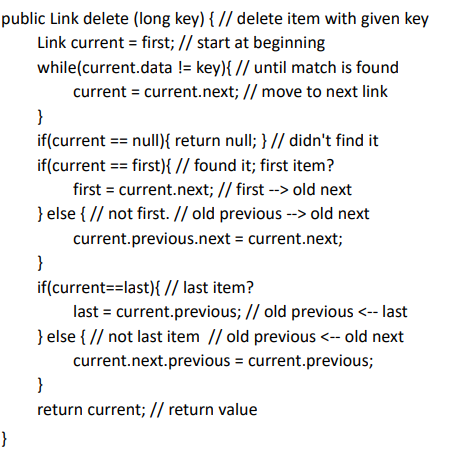 public Link delete (long key) { // delete item with given key
Link current = first; // start at beginning
while(current.data != key){ // until match is found
current = current.next; // move to next link
}
if(current == null){ return null; } // didn't find it
if(current == first){ // found it; first item?
first = current.next; // first --> old next
} else { // not first. // old previous --> old next
current.previous.next = current.next;
}
if(current==last){ // last item?
last = current.previous; // old previous <-- last
} else { // not last item // old previous <-- old next
current.next.previous = current.previous;
}
return current; // return value
}